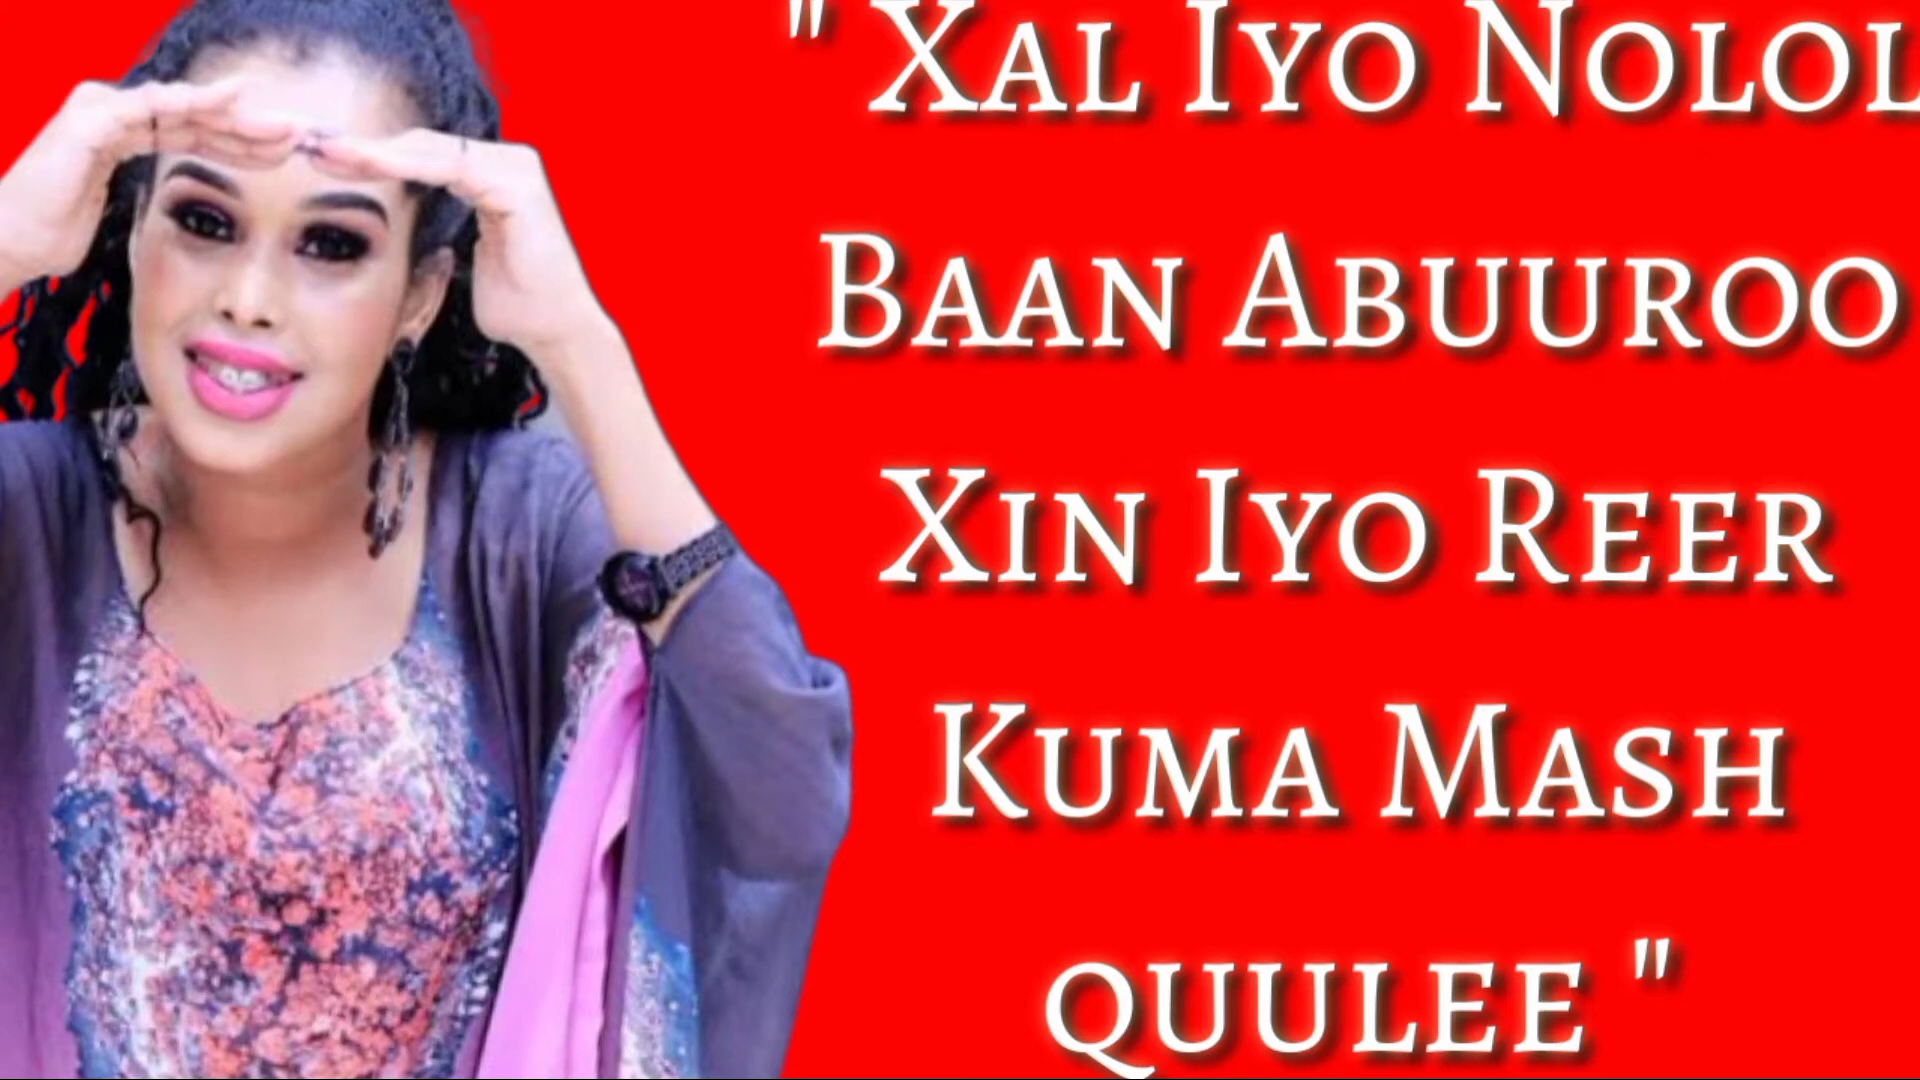 " Xal Iyo Nolol
Baan Abuuroo
Xin Iyo Reer
Kuma Mash
quulee "